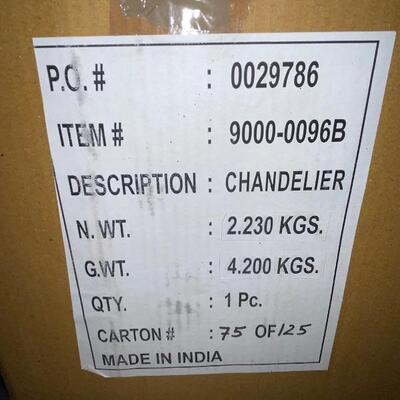 P.O. # : 0029786
ITEM # : 9000-0096B
DESCRIPTION : CHANDELIER
N. WT. : 2.230 KGS.
G.WT. : 4.200 KGS.
QTY. : 1 Pc.
CARTON # : 75 OF 125
MADE IN INDIA